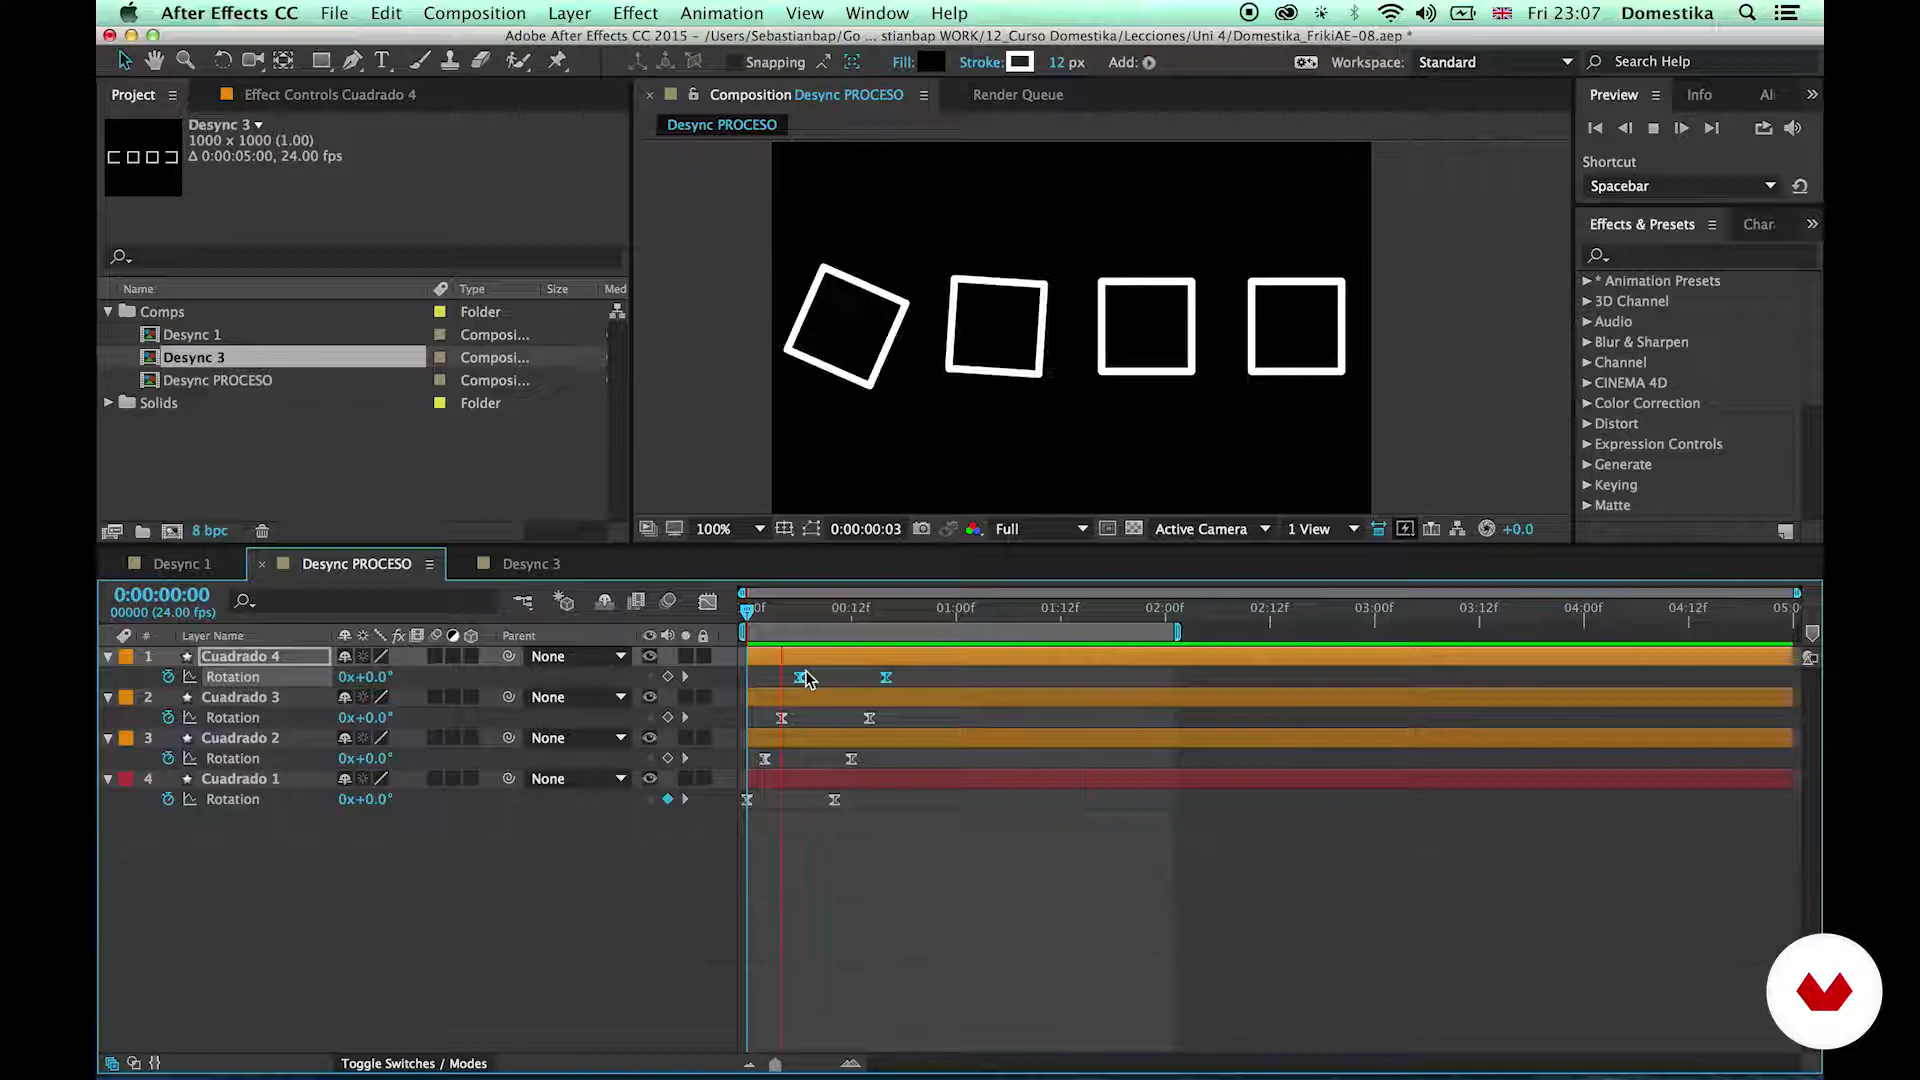 After Effects CC File Edit Composition Layer Effect Animation View Window Help Fri 23:07 Domestika
Adobe After Effects CC 2015 - /Users/Sebastianbap/Go ... stianbap WORK/12_Curso Domestika/Lecciones/Uni 4/Domestika_FrikiAE-08.aep *
Snapping Fill: Stroke: 12 px Add: Workspace: Standard Search Help
Project Effect Controls Cuadrado 4
Desync 3
1000 x 1000 (1.00)
Δ 0:00:05:00, 24.00 fps
Name Type Size Med
Comps Folder
Desync 1 Composi...
Desync 3 Composi...
Desync PROCESO Composi...
Solids Folder
8 bpc
× Composition Desync PROCESO Render Queue
Desync PROCESO
100% 0:00:00:03 Full Active Camera 1 View +0.0
Preview Info Al
Shortcut
Spacebar
Effects & Presets Char
* Animation Presets
3D Channel
Audio
Blur & Sharpen
Channel
CINEMA 4D
Color Correction
Distort
Expression Controls
Generate
Keying
Matte
Desync 1 × Desync PROCESO Desync 3
0:00:00:00
00000 (24.00 fps)
0f 00:12f 01:00f 01:12f 02:00f 02:12f 03:00f 03:12f 04:00f 04:12f 05:0
# Layer Name fx Parent
1 Cuadrado 4 None
Rotation 0x+0.0°
2 Cuadrado 3 None
Rotation 0x+0.0°
3 Cuadrado 2 None
Rotation 0x+0.0°
4 Cuadrado 1 None
Rotation 0x+0.0°
Toggle Switches / Modes